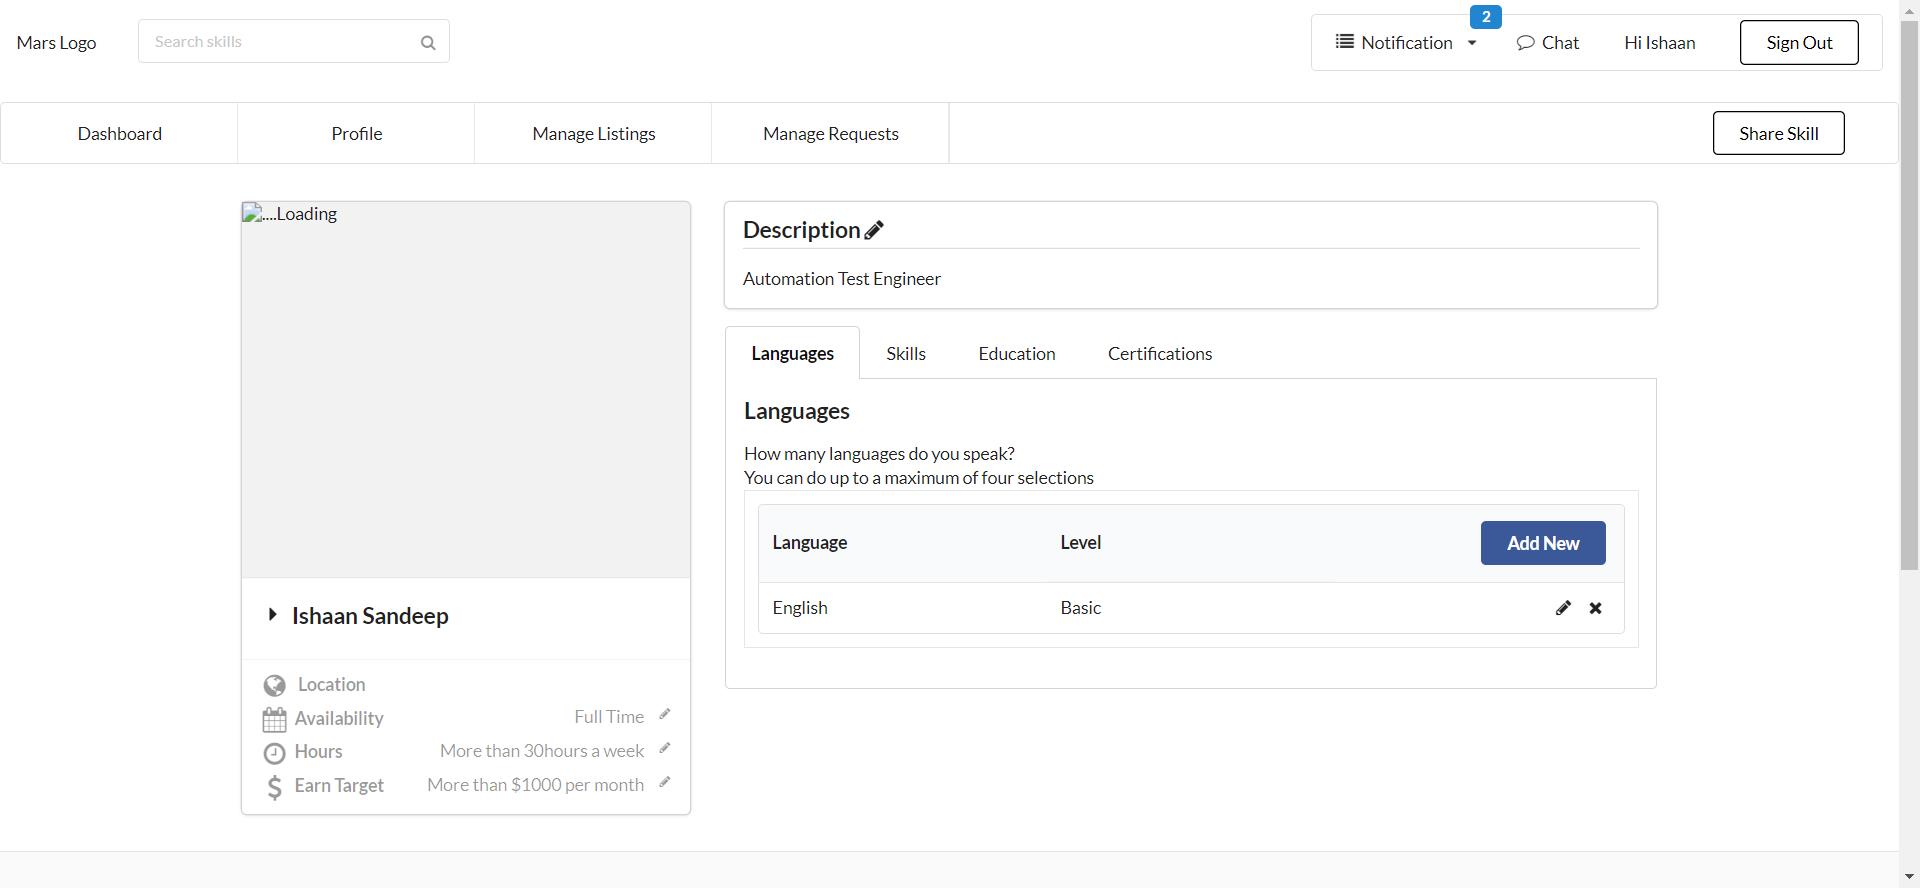 Mars Logo
Search skills
Notification
2
Chat
Hi Ishaan
Sign Out
Dashboard
Profile
Manage Listings
Manage Requests
Share Skill
....Loading
Ishaan Sandeep
Location
Availability Full Time
Hours More than 30hours a week
Earn Target More than $1000 per month
Description
Automation Test Engineer
Languages Skills Education Certifications
Languages
How many languages do you speak?
You can do up to a maximum of four selections
Language Level Add New
English Basic